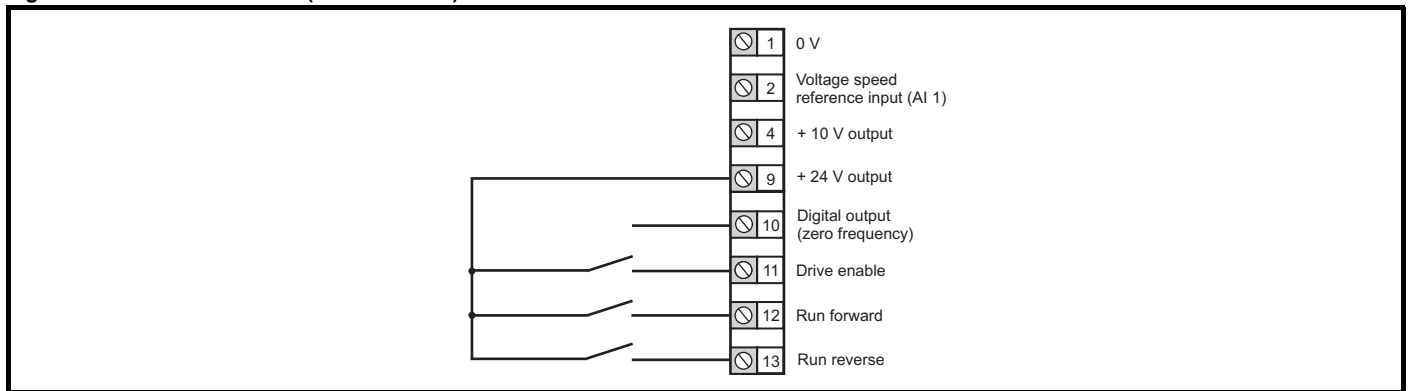 1 0 V
2 Voltage speed
reference input (AI 1)
4 + 10 V output
9 + 24 V output
10 Digital output
(zero frequency)
11 Drive enable
12 Run forward
13 Run reverse